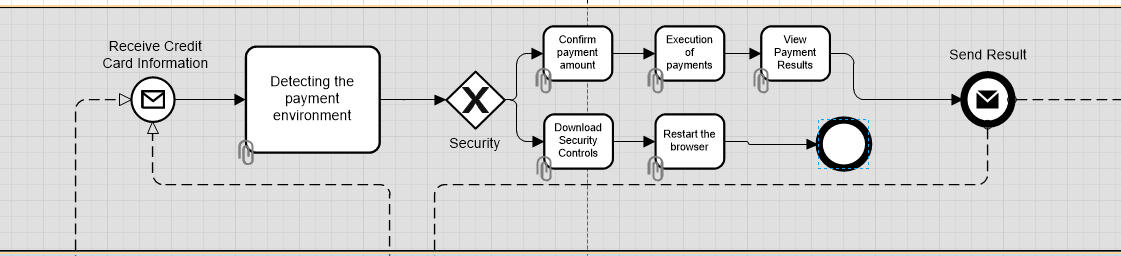 Receive Credit
Card Information
Detecting the
payment
environment
Security
Confirm
payment
amount
Execution
of
payments
View
Payment
Results
Download
Security
Controls
Restart the
browser
Send Result